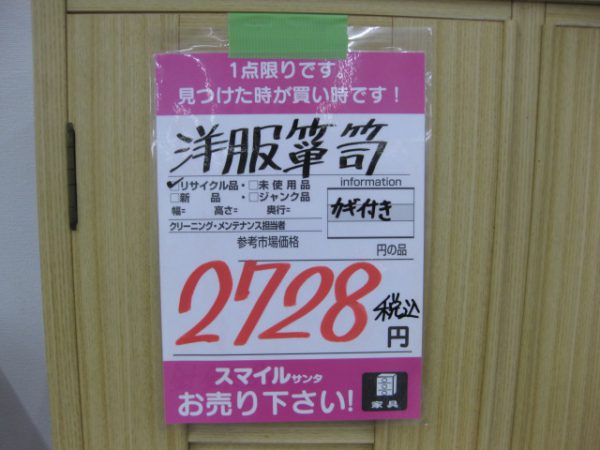 1点限りです。
見つけた時が買い時です！
洋服箪笥
☑リサイクル品・□未使用品
□新品・□ジャンク品
幅= 高さ= 奥行=
クリーニング・メンテナンス担当者
information
カギ付き
参考市場価格
円の品
2728
税込
円
スマイルサンタ
お売り下さい!
家具